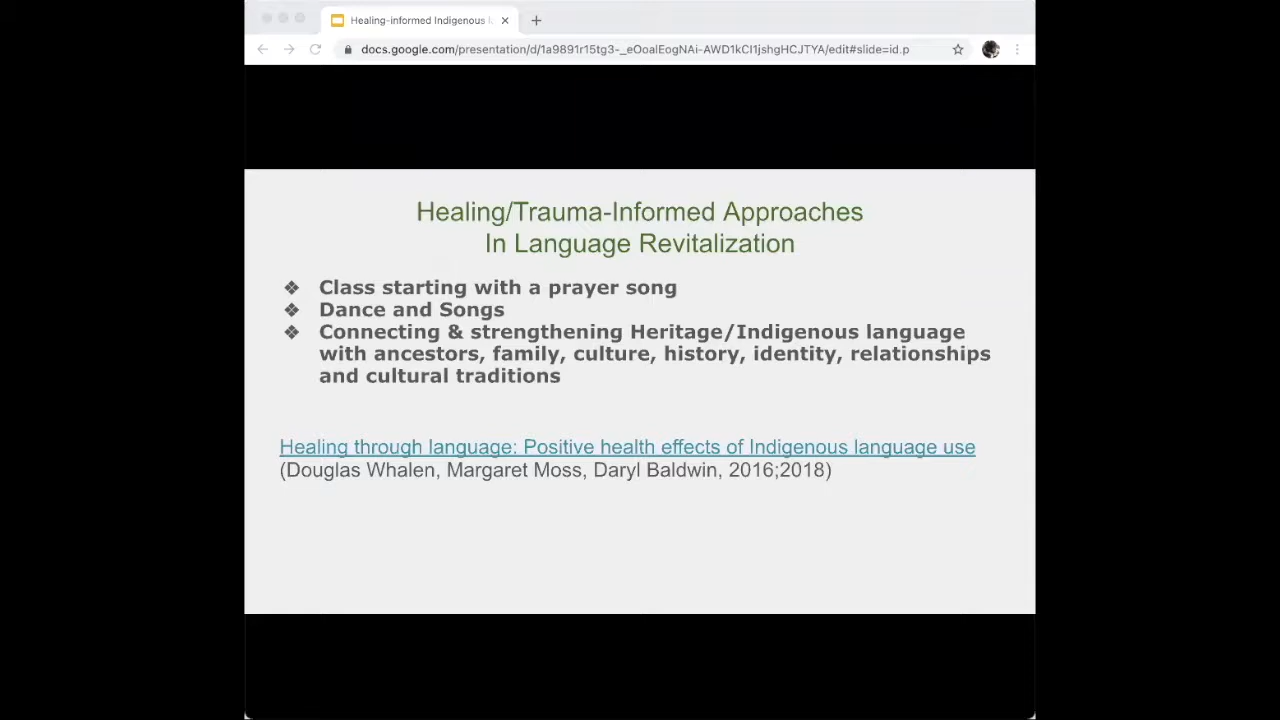 Healing-informed Indigenous l
docs.google.com/presentation/d/1a9891r15tg3-_eOoalEogNAi-AWD1kCI1jshgHCJTYA/edit#slide=id.p
Healing/Trauma-Informed Approaches
In Language Revitalization
❖ Class starting with a prayer song
❖ Dance and Songs
❖ Connecting & strengthening Heritage/Indigenous language
with ancestors, family, culture, history, identity, relationships
and cultural traditions
Healing through language: Positive health effects of Indigenous language use
(Douglas Whalen, Margaret Moss, Daryl Baldwin, 2016;2018)